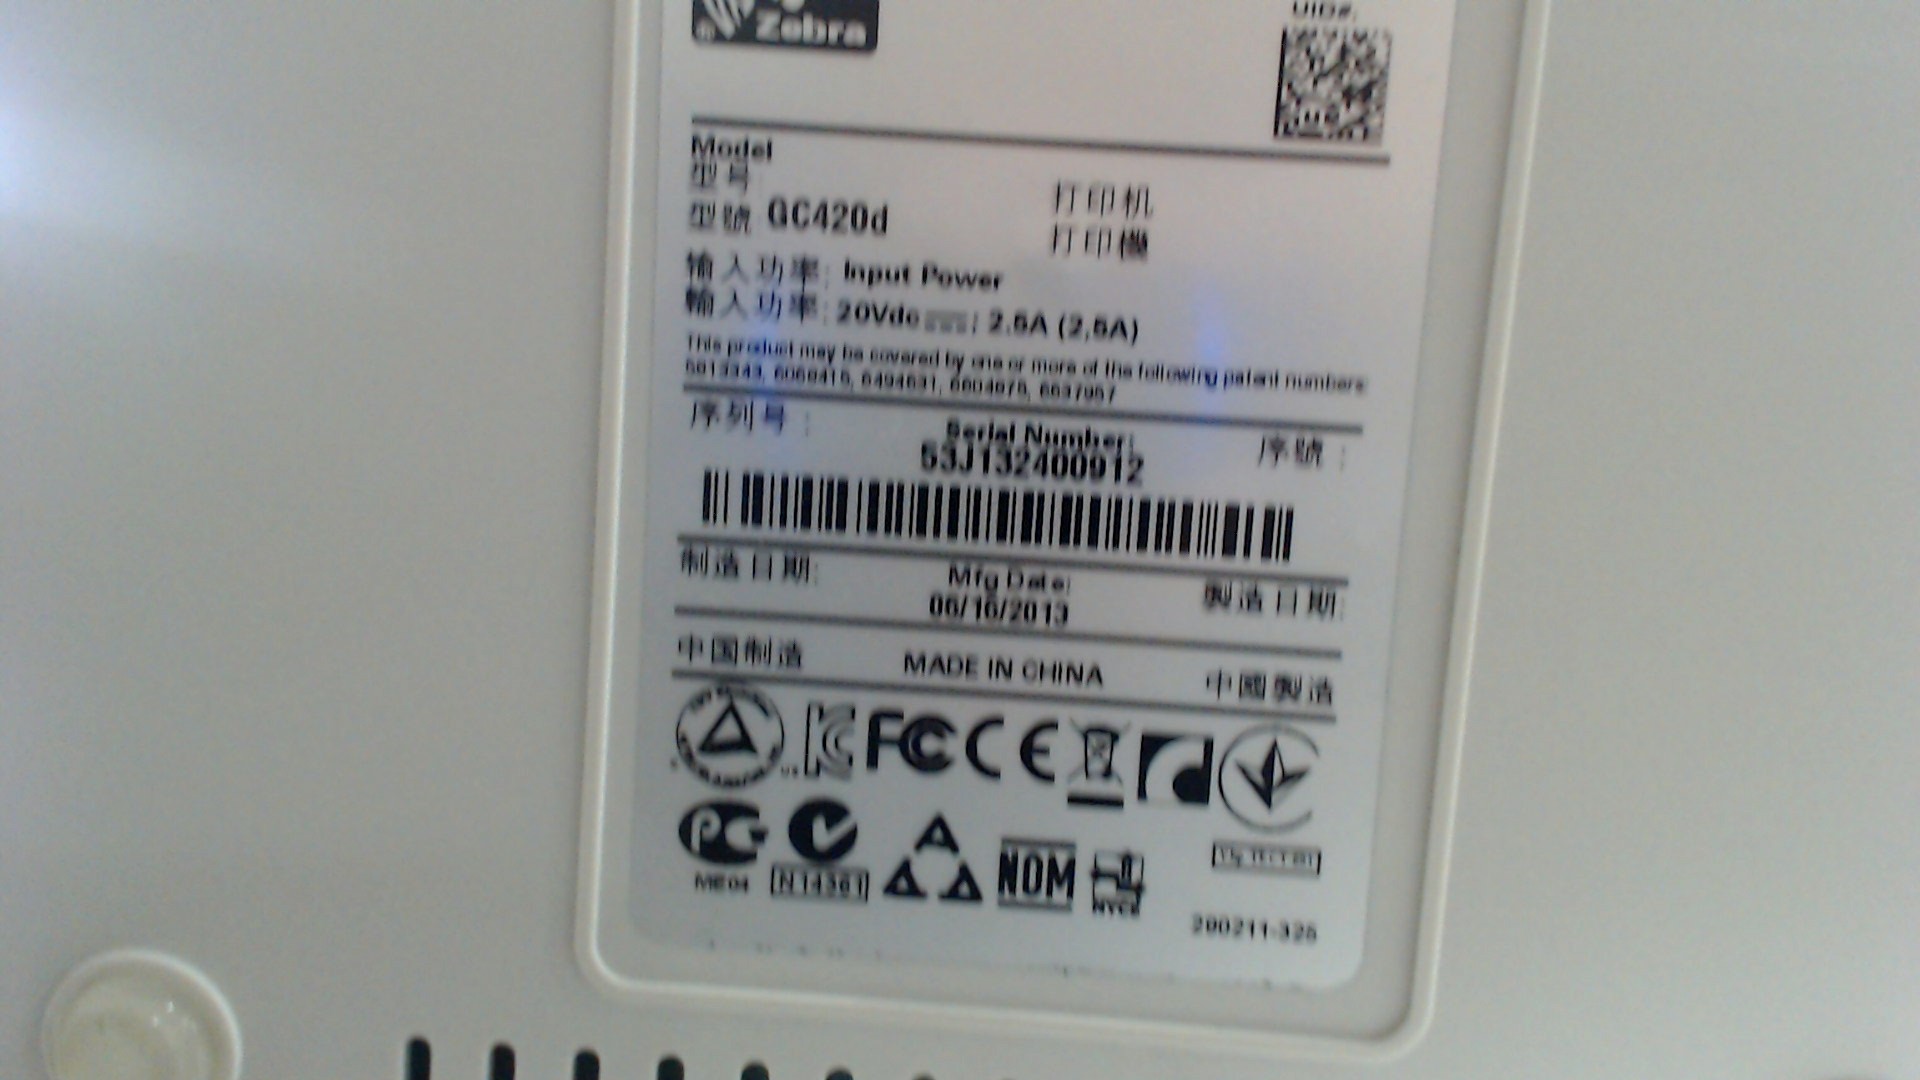 Zebra
UID#.
Model
型号
型號 GC420d
打印机
打印機
输入功率: Input Power
輸入功率: 20Vdc ; 2.5A (2,5A)
This product may be covered by one or more of the following patent numbers
序列号:
Serial Number:
序號:
53J132400912
制造日期:
Mfg Date:
製造日期:
06/16/2013
中国制造
MADE IN CHINA
中國製造
FC CE
PG
ME04
N14361
NOM
NYCE